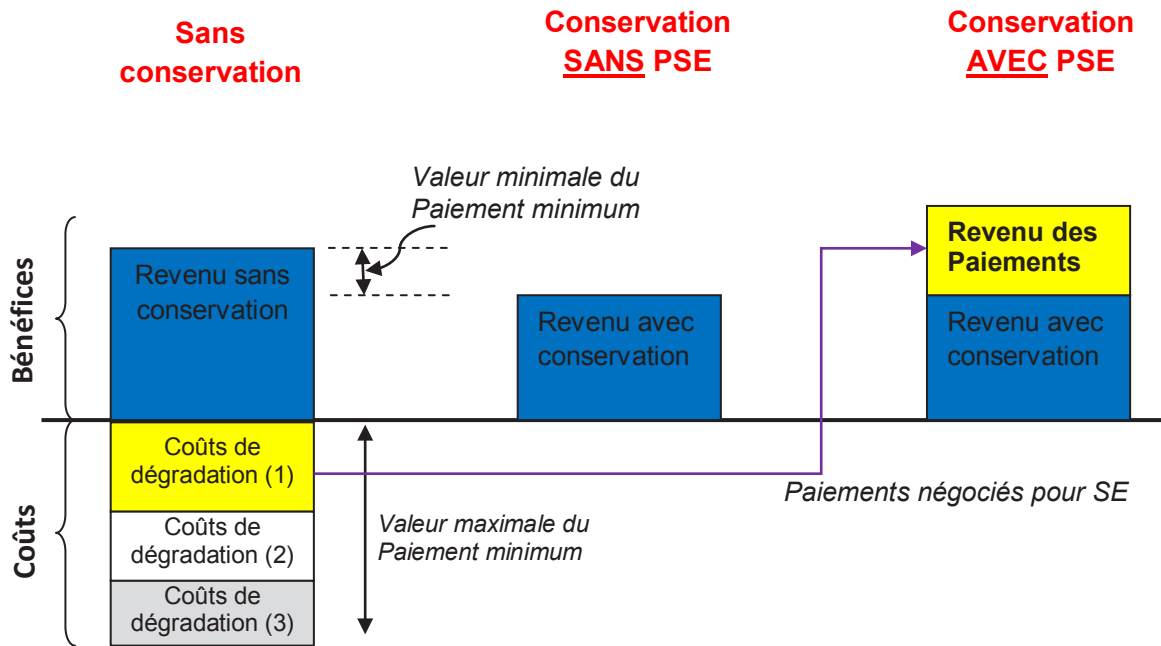 Sans
conservation
Conservation
SANS PSE
Conservation
AVEC PSE
Valeur minimale du
Paiement minimum
Bénéfices
Revenu sans
conservation
Revenu avec
conservation
Revenu des
Paiements
Revenu avec
conservation
Coûts
Coûts de
dégradation (1)
Coûts de
dégradation (2)
Coûts de
dégradation (3)
Valeur maximale du
Paiement minimum
Paiements négociés pour SE